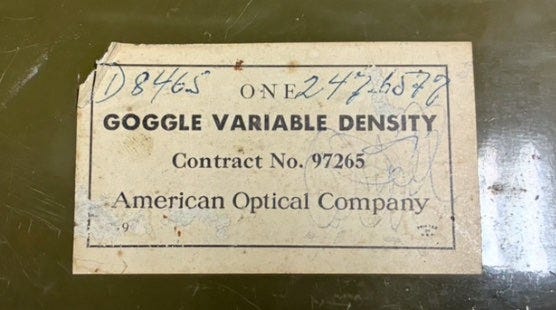 D8465 ONE 247-6577
GOGGLE VARIABLE DENSITY
Contract No. 97265
American Optical Company